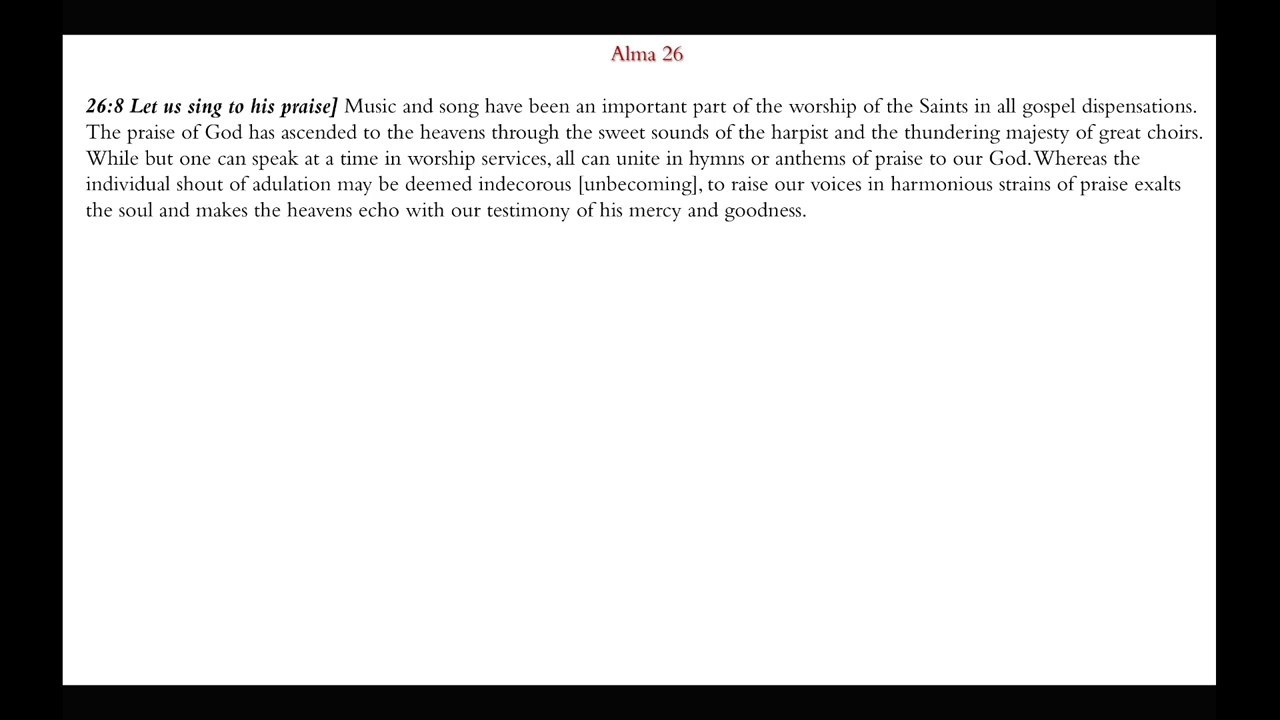 Alma 26
26:8 Let us sing to his praise] Music and song have been an important part of the worship of the Saints in all gospel dispensations.
The praise of God has ascended to the heavens through the sweet sounds of the harpist and the thundering majesty of great choirs.
While but one can speak at a time in worship services, all can unite in hymns or anthems of praise to our God. Whereas the
individual shout of adulation may be deemed indecorous [unbecoming], to raise our voices in harmonious strains of praise exalts
the soul and makes the heavens echo with our testimony of his mercy and goodness.